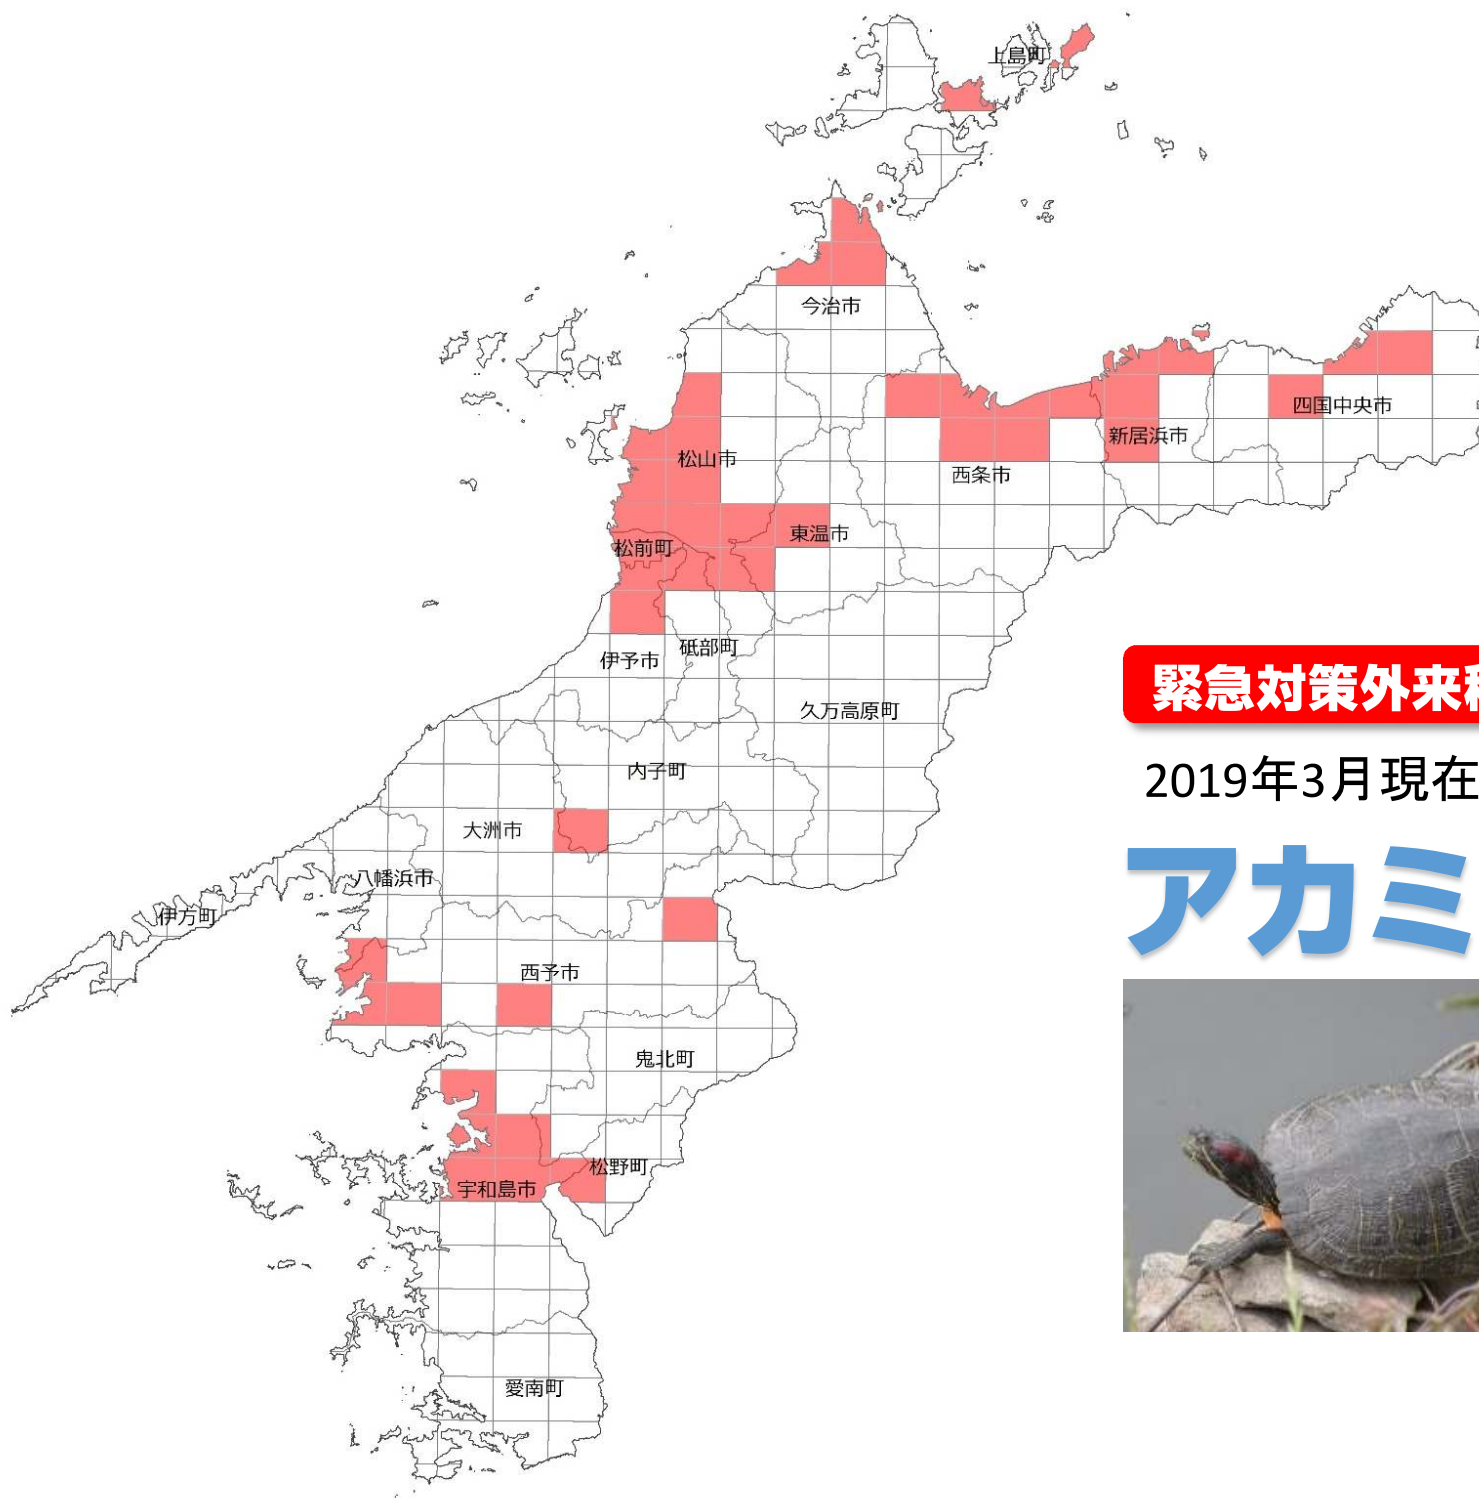 上島町
今治市
四国中央市
新居浜市
松山市
西条市
東温市
松前町
砥部町
伊予市
久万高原町
内子町
大洲市
八幡浜市
伊方町
西予市
鬼北町
松野町
宇和島市
愛南町
緊急対策外来
2019年3月現在
アカミ